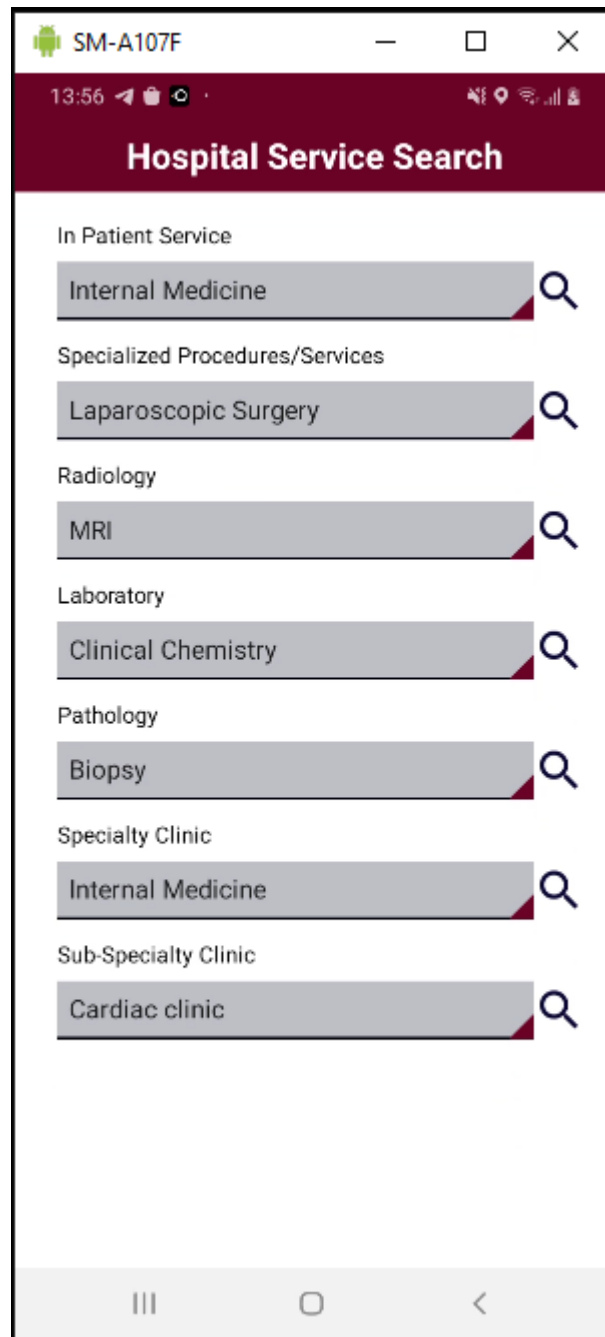 SM-A107F
13:56
Hospital Service Search
In Patient Service
Internal Medicine
Specialized Procedures/Services
Laparoscopic Surgery
Radiology
MRI
Laboratory
Clinical Chemistry
Pathology
Biopsy
Specialty Clinic
Internal Medicine
Sub-Specialty Clinic
Cardiac clinic